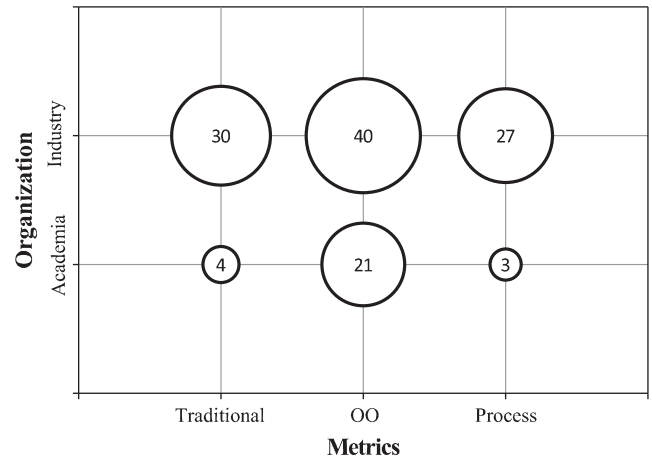 Organization
Industry
Academia
30 40 27
4 21 3
Traditional OO Process
Metrics